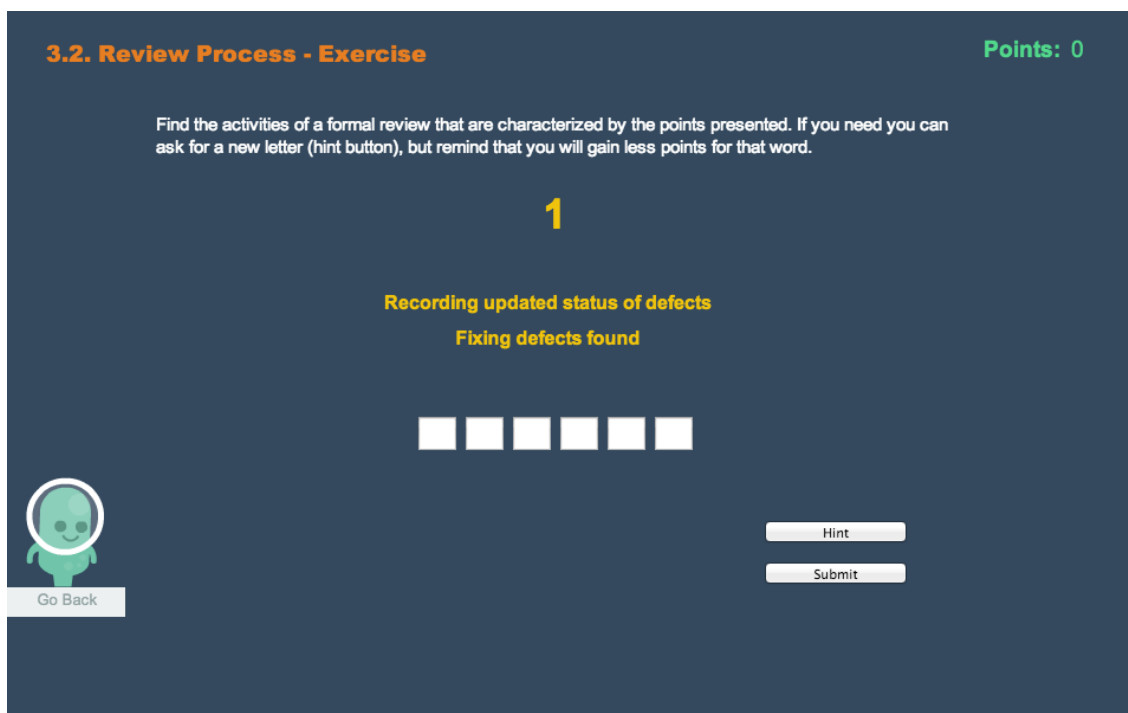 3.2. Review Process - Exercise
Points: 0
Find the activities of a formal review that are characterized by the points presented. If you need you can
ask for a new letter (hint button), but remind that you will gain less points for that word.
1
Recording updated status of defects
Fixing defects found
Hint
Submit
Go Back